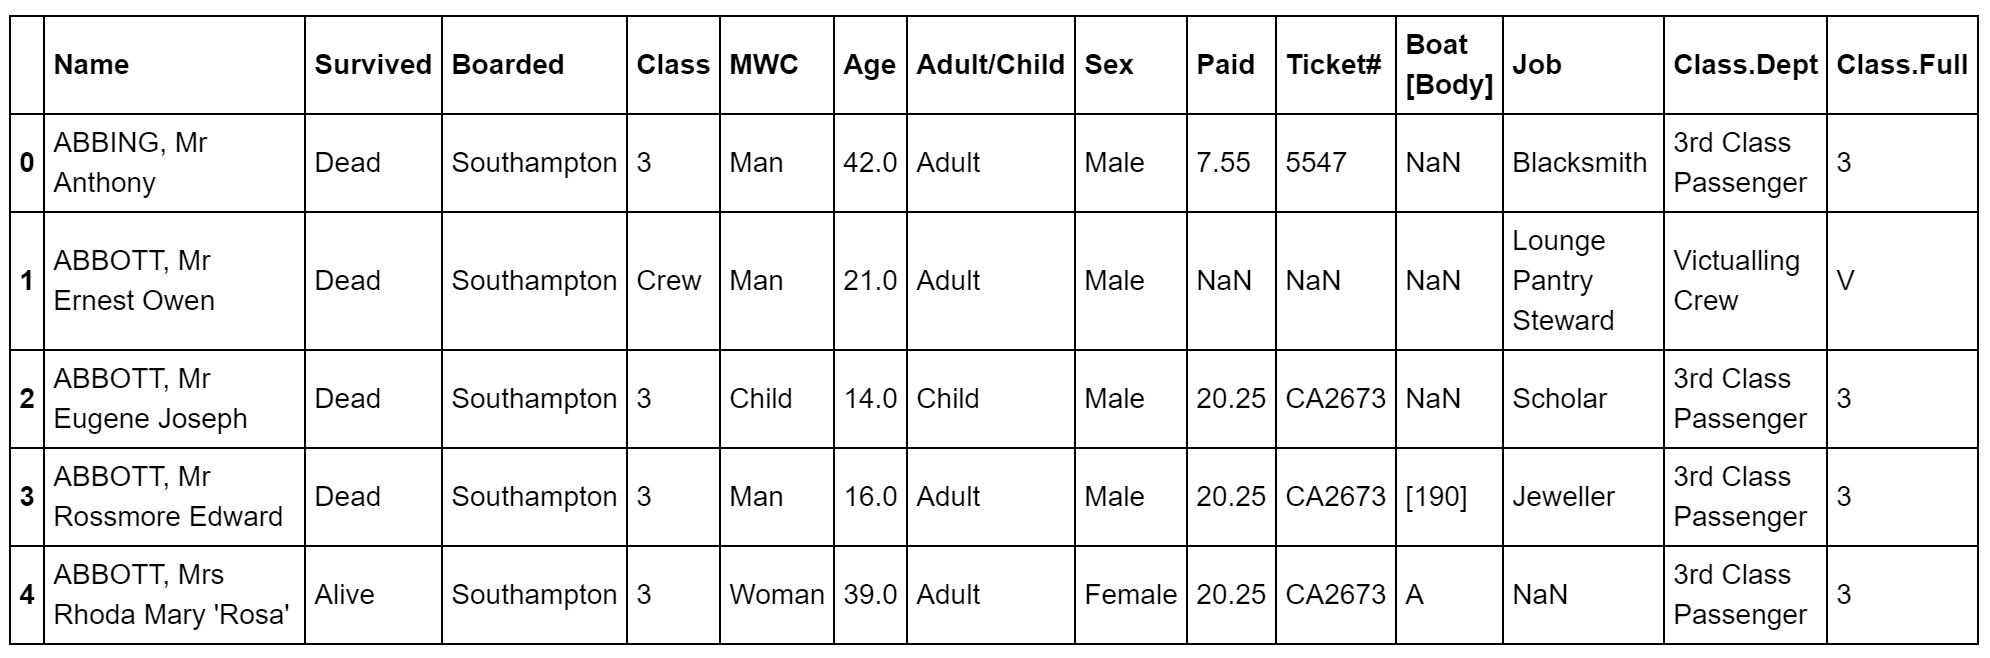 Name Survived Boarded Class MWC Age Adult/Child Sex Paid Ticket# Boat [Body] Job Class.Dept Class.Full
0 ABBING, Mr Anthony Dead Southampton 3 Man 42.0 Adult Male 7.55 5547 NaN Blacksmith 3rd Class Passenger 3
1 ABBOTT, Mr Ernest Owen Dead Southampton Crew Man 21.0 Adult Male NaN NaN NaN Lounge Pantry Steward Victualling Crew V
2 ABBOTT, Mr Eugene Joseph Dead Southampton 3 Child 14.0 Child Male 20.25 CA2673 NaN Scholar 3rd Class Passenger 3
3 ABBOTT, Mr Rossmore Edward Dead Southampton 3 Man 16.0 Adult Male 20.25 CA2673 [190] Jeweller 3rd Class Passenger 3
4 ABBOTT, Mrs Rhoda Mary 'Rosa' Alive Southampton 3 Woman 39.0 Adult Female 20.25 CA2673 A NaN 3rd Class Passenger 3